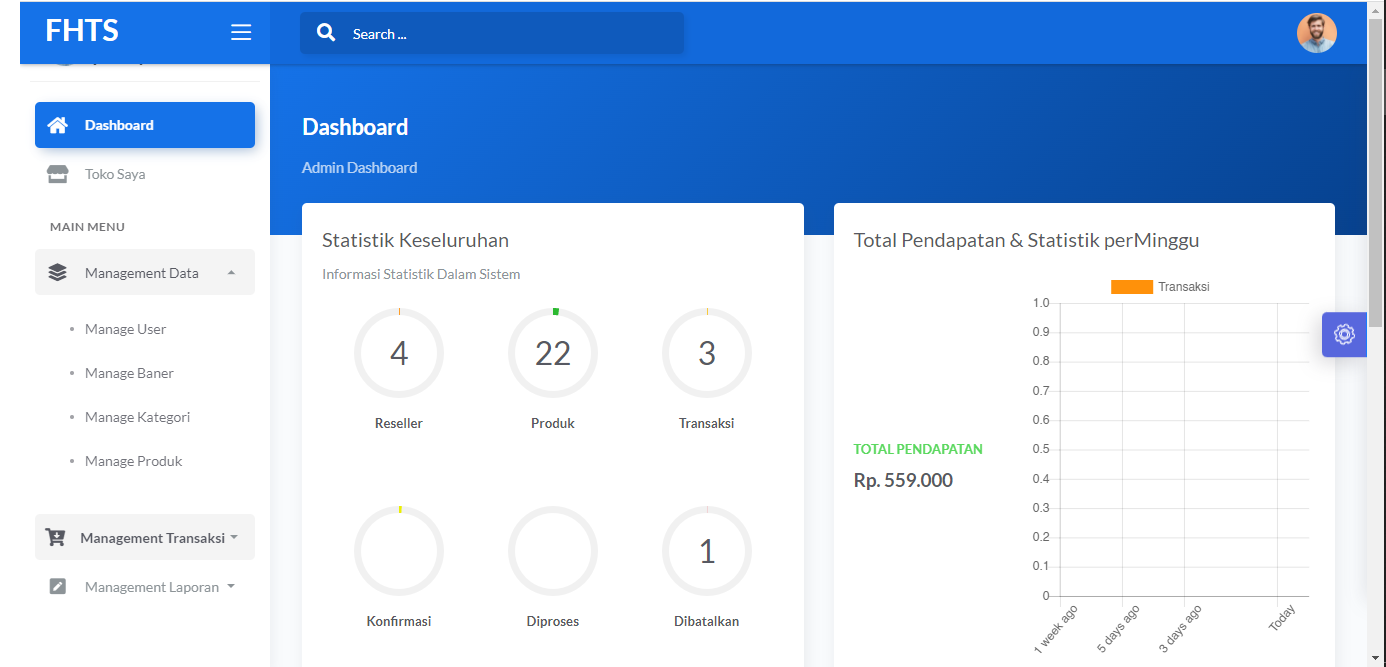 FHTS
Search ...
Dashboard
Toko Saya
MAIN MENU
Management Data
Manage User
Manage Baner
Manage Kategori
Manage Produk
Management Transaksi
Management Laporan
Dashboard
Admin Dashboard
Statistik Keseluruhan
Informasi Statistik Dalam Sistem
4
22
3
Reseller
Produk
Transaksi
1
Konfirmasi
Diproses
Dibatalkan
Total Pendapatan & Statistik perMinggu
TOTAL PENDAPATAN
Rp. 559.000
Transaksi
1.0
0.9
0.8
0.7
0.6
0.5
0.4
0.3
0.2
0.1
0
1 week ago
5 days ago
3 days ago
Today